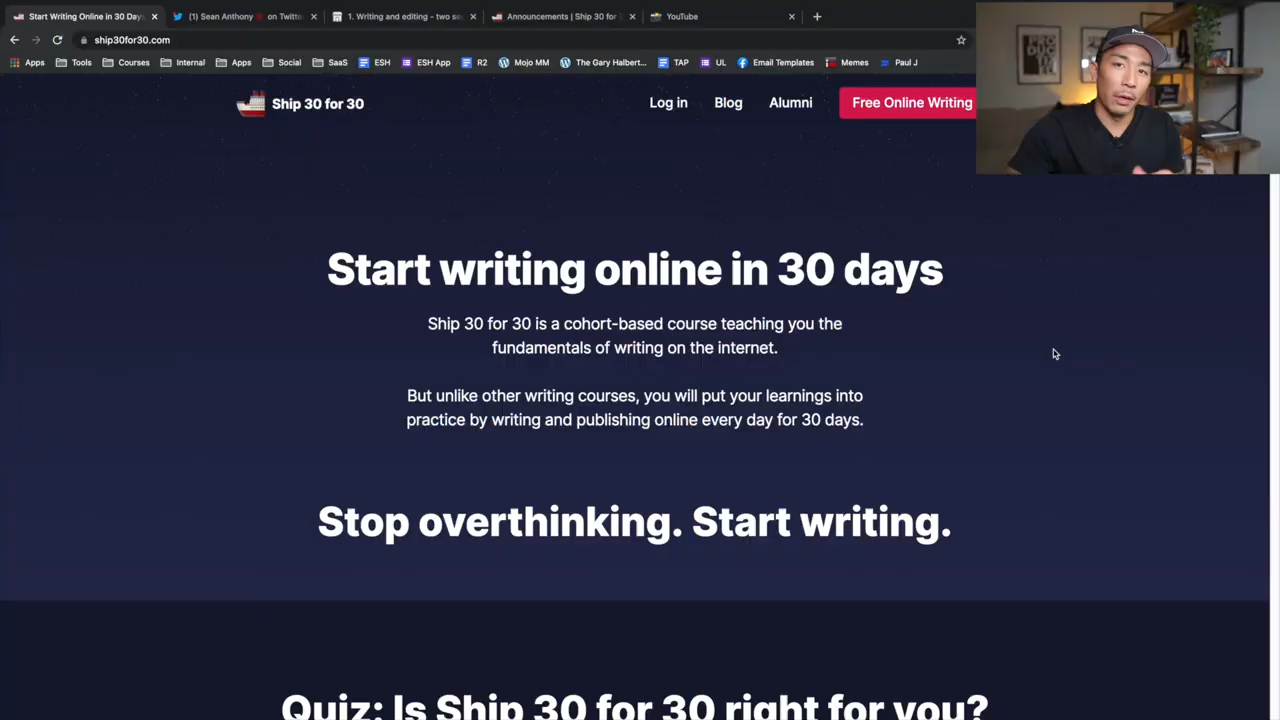 Start Writing Online in 30 Days
(1) Sean Anthony on Twitte
1. Writing and editing - two se
Announcements | Ship 30 for
YouTube
ship30for30.com
Apps
Tools
Courses
Internal
Apps
Social
SaaS
ESH
ESH App
R2
Mojo MM
The Gary Halbert...
TAP
UL
Email Templates
Memes
Paul J
Ship 30 for 30
Log in
Blog
Alumni
Free Online Writing
Start writing online in 30 days
Ship 30 for 30 is a cohort-based course teaching you the
fundamentals of writing on the internet.
But unlike other writing courses, you will put your learnings into
practice by writing and publishing online every day for 30 days.
Stop overthinking. Start writing.
Quiz: Is Ship 30 for 30 right for you?